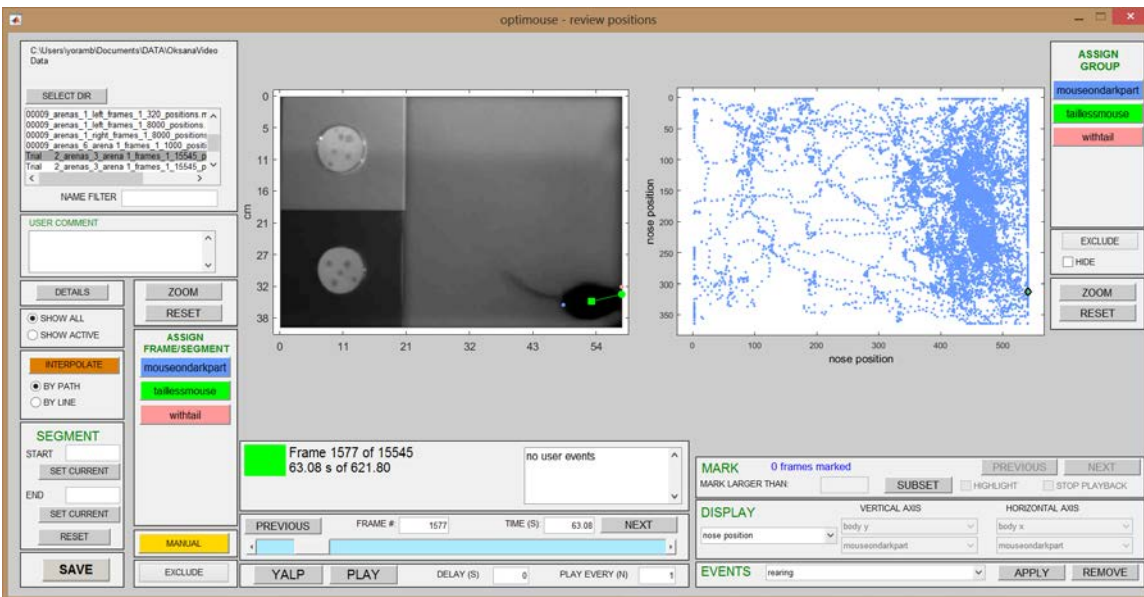 optimouse - review positions
C:\Users\yoramb\Documents\DATA\OksanaVideo
Data
SELECT DIR
00009_arenas_1_left_frames_1_320_positions.m
00009_arenas_1_left_frames_1_8000_positions.
00009_arenas_1_right_frames_1_8000_positions
00009_arenas_6_arena 1_frames_1_1000_positi
Trial 2_arenas_3_arena 1_frames_1_15545_p
Trial 2_arenas_3_arena 1_frames_1_15545_p
NAME FILTER
USER COMMENT
DETAILS
SHOW ALL
SHOW ACTIVE
INTERPOLATE
BY PATH
BY LINE
SEGMENT
START
SET CURRENT
END
SET CURRENT
RESET
SAVE
ZOOM
RESET
ASSIGN
FRAME/SEGMENT
mouseondarkpart
taillessmouse
withtail
MANUAL
EXCLUDE
cm
0
5
11
16
21
27
32
38
0 11 21 32 43 54
nose position
0
50
100
150
200
250
300
350
0 100 200 300 400 500
nose position
ASSIGN
GROUP
mouseondarkpart
taillessmouse
withtail
EXCLUDE
HIDE
ZOOM
RESET
Frame 1577 of 15545
63.08 s of 621.80
no user events
PREVIOUS FRAME # 1577 TIME (S) 63.08 NEXT
YALP PLAY DELAY (S) 0 PLAY EVERY (N) 1
MARK 0 frames marked PREVIOUS NEXT
MARK LARGER THAN: SUBSET HIGHLIGHT STOP PLAYBACK
DISPLAY VERTICAL AXIS HORIZONTAL AXIS
nose position body y body x
mouseondarkpart mouseondarkpart
EVENTS rearing APPLY REMOVE